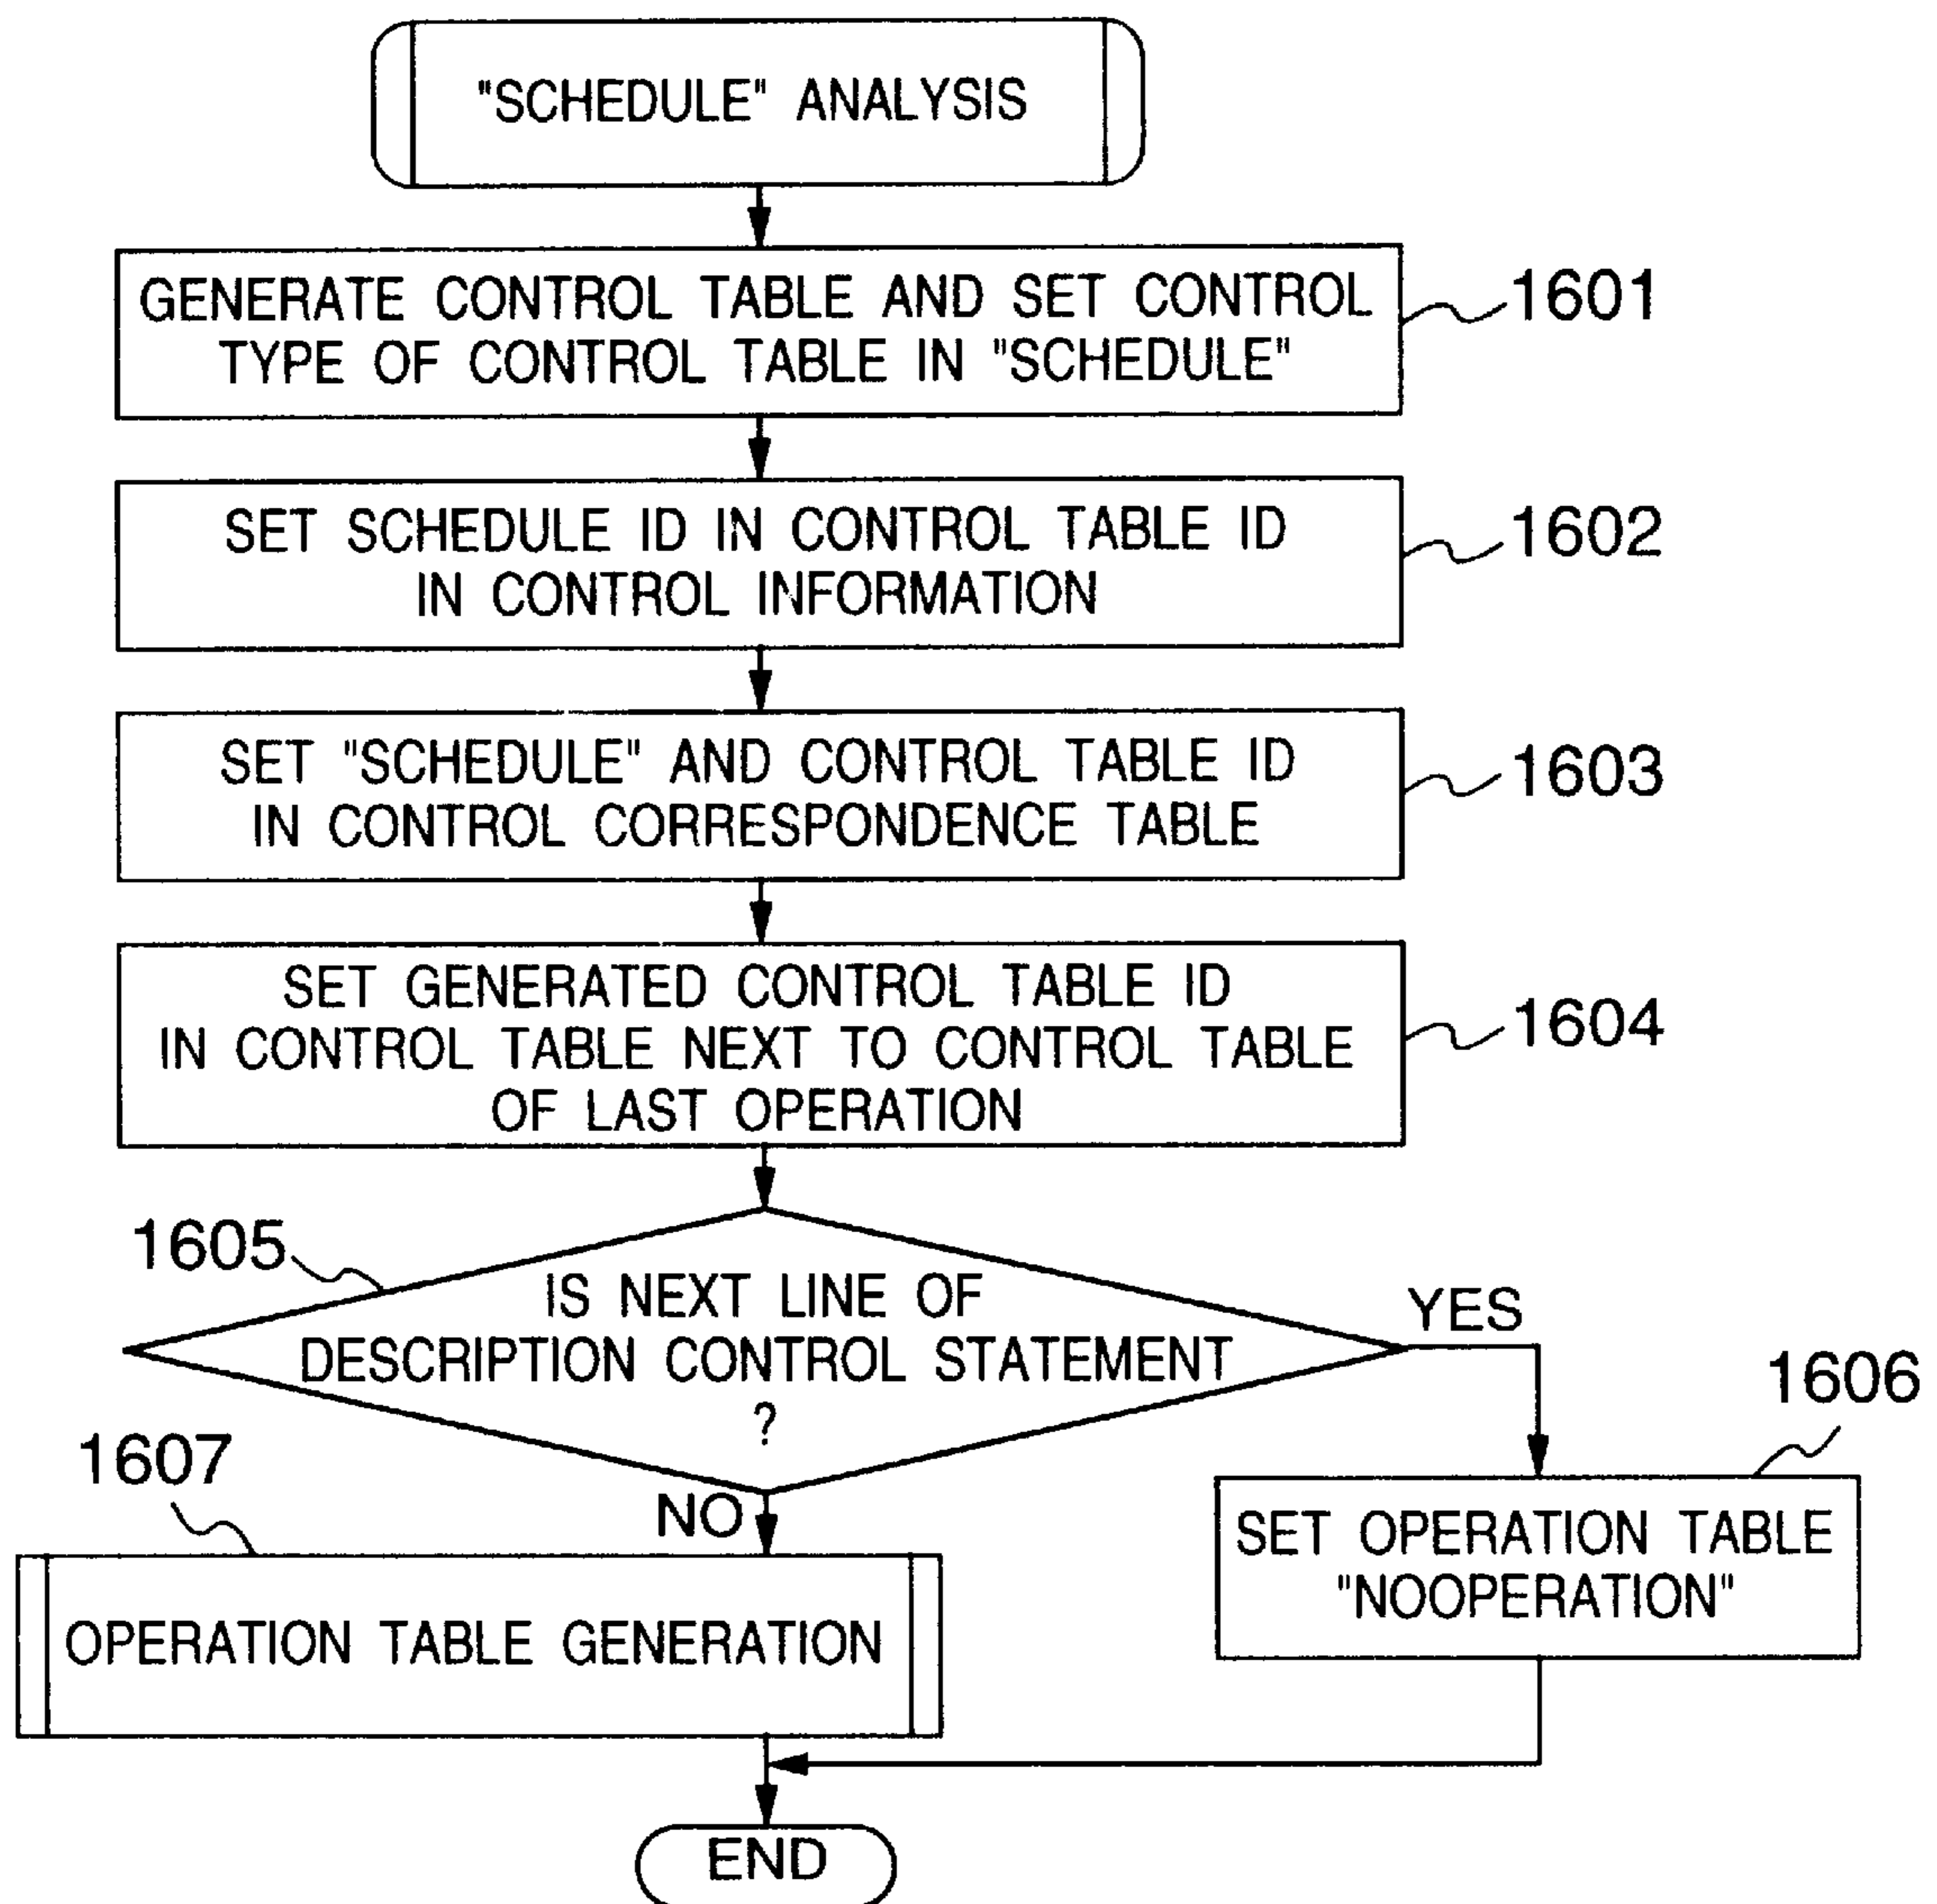 "SCHEDULE" ANALYSIS
GENERATE CONTROL TABLE AND SET CONTROL
TYPE OF CONTROL TABLE IN "SCHEDULE"
1601
SET SCHEDULE ID IN CONTROL TABLE ID
IN CONTROL INFORMATION
1602
SET "SCHEDULE" AND CONTROL TABLE ID
IN CONTROL CORRESPONDENCE TABLE
1603
SET GENERATED CONTROL TABLE ID
IN CONTROL TABLE NEXT TO CONTROL TABLE
OF LAST OPERATION
1604
1605
IS NEXT LINE OF
DESCRIPTION CONTROL STATEMENT
?
YES
1606
SET OPERATION TABLE
"NOOPERATION"
NO
1607
OPERATION TABLE GENERATION
END